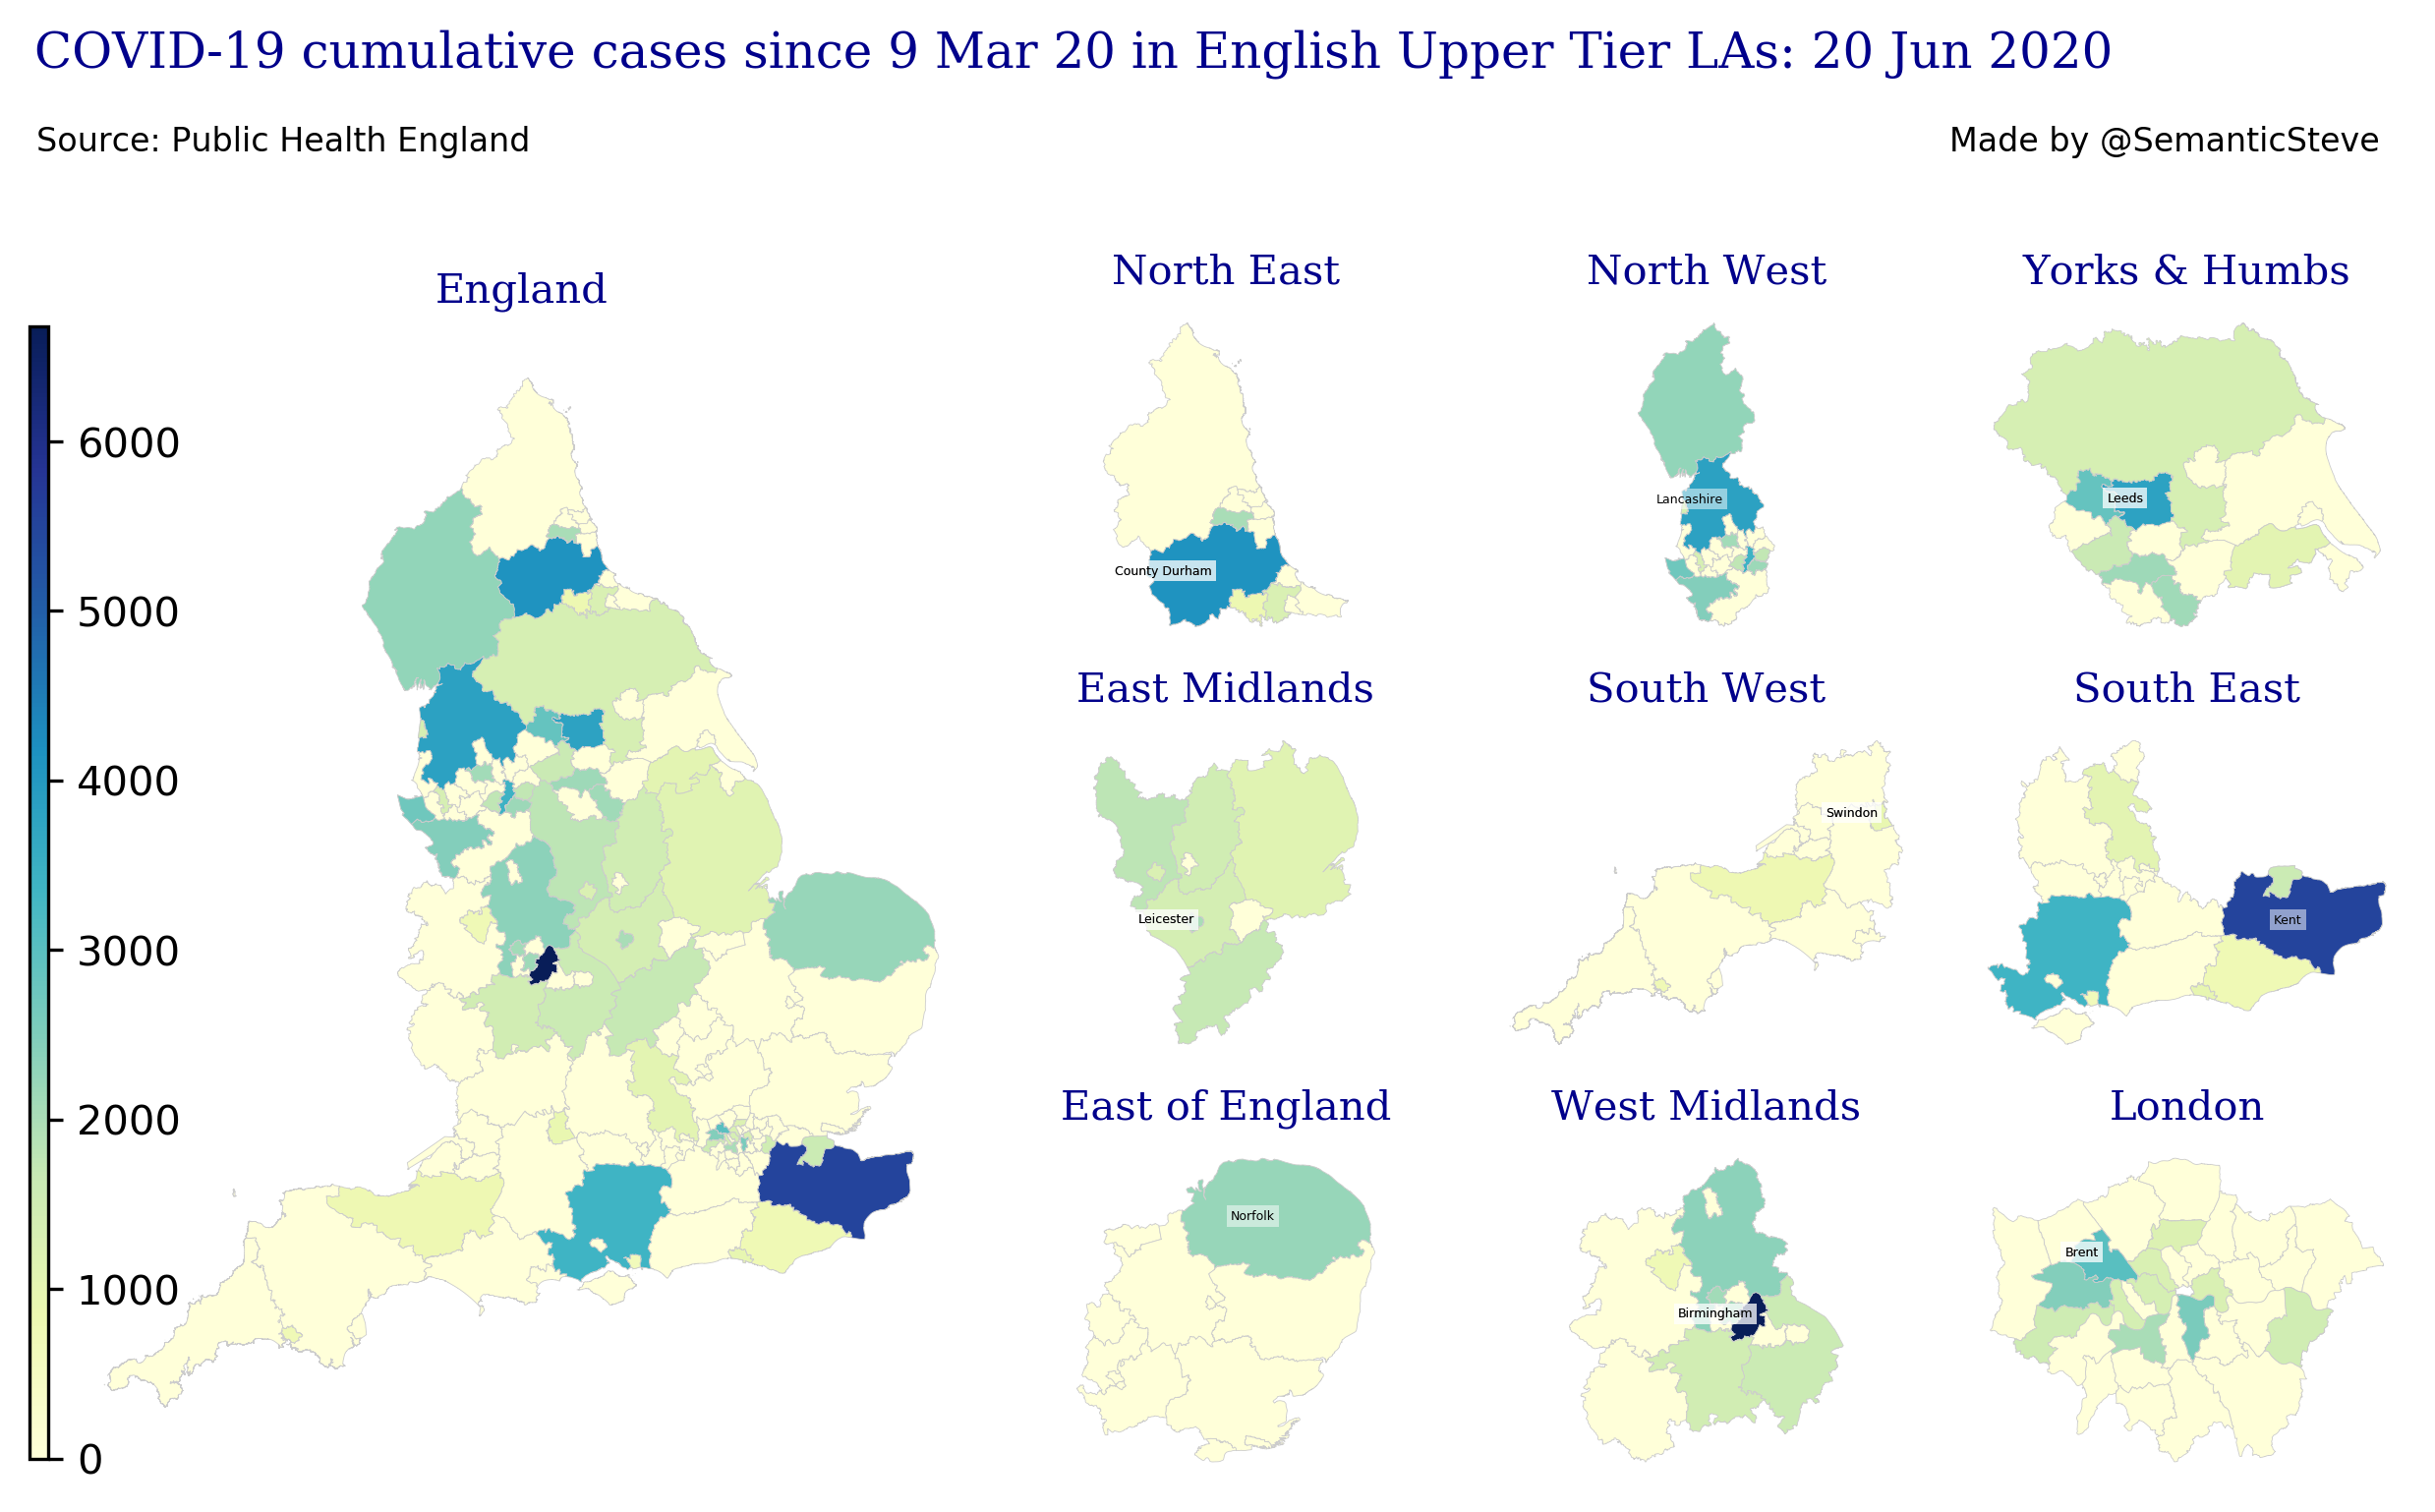 COVID-19 cumulative cases since 9 Mar 20 in English Upper Tier LAs: 20 Jun 2020
Source: Public Health England
Made by @SemanticSteve
England
6000
5000
4000
3000
2000
1000
0
North East
County Durham
North West
Lancashire
Yorks & Humbs
Leeds
East Midlands
Leicester
South West
Swindon
South East
Kent
East of England
Norfolk
West Midlands
Birmingham
London
Brent